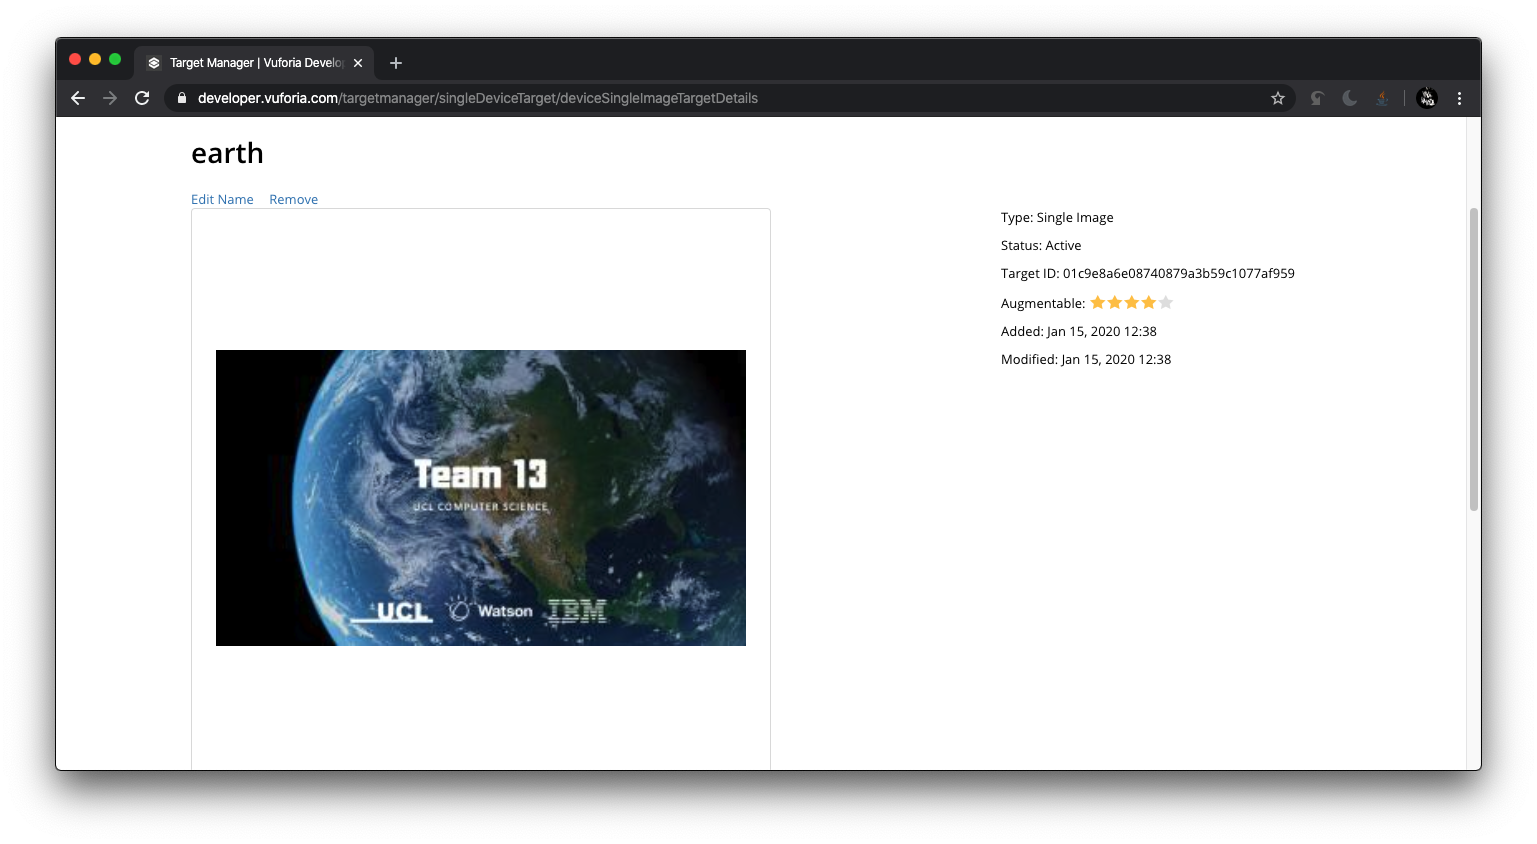 Target Manager | Vuforia Develo
developer.vuforia.com/targetmanager/singleDeviceTarget/deviceSingleImageTargetDetails
earth
Edit Name Remove
Type: Single Image
Status: Active
Target ID: 01c9e8a6e08740879a3b59c1077af959
Augmentable:
Added: Jan 15, 2020 12:38
Modified: Jan 15, 2020 12:38
Team 13
UCL COMPUTER SCIENCE
UCL Watson IBM